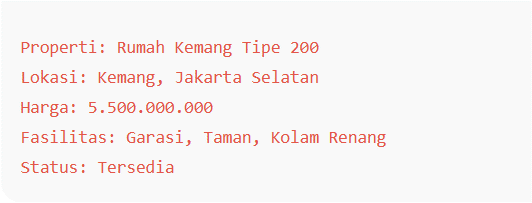 Properti: Rumah Kemang Tipe 200
Lokasi: Kemang, Jakarta Selatan
Harga: 5.500.000.000
Fasilitas: Garasi, Taman, Kolam Renang
Status: Tersedia